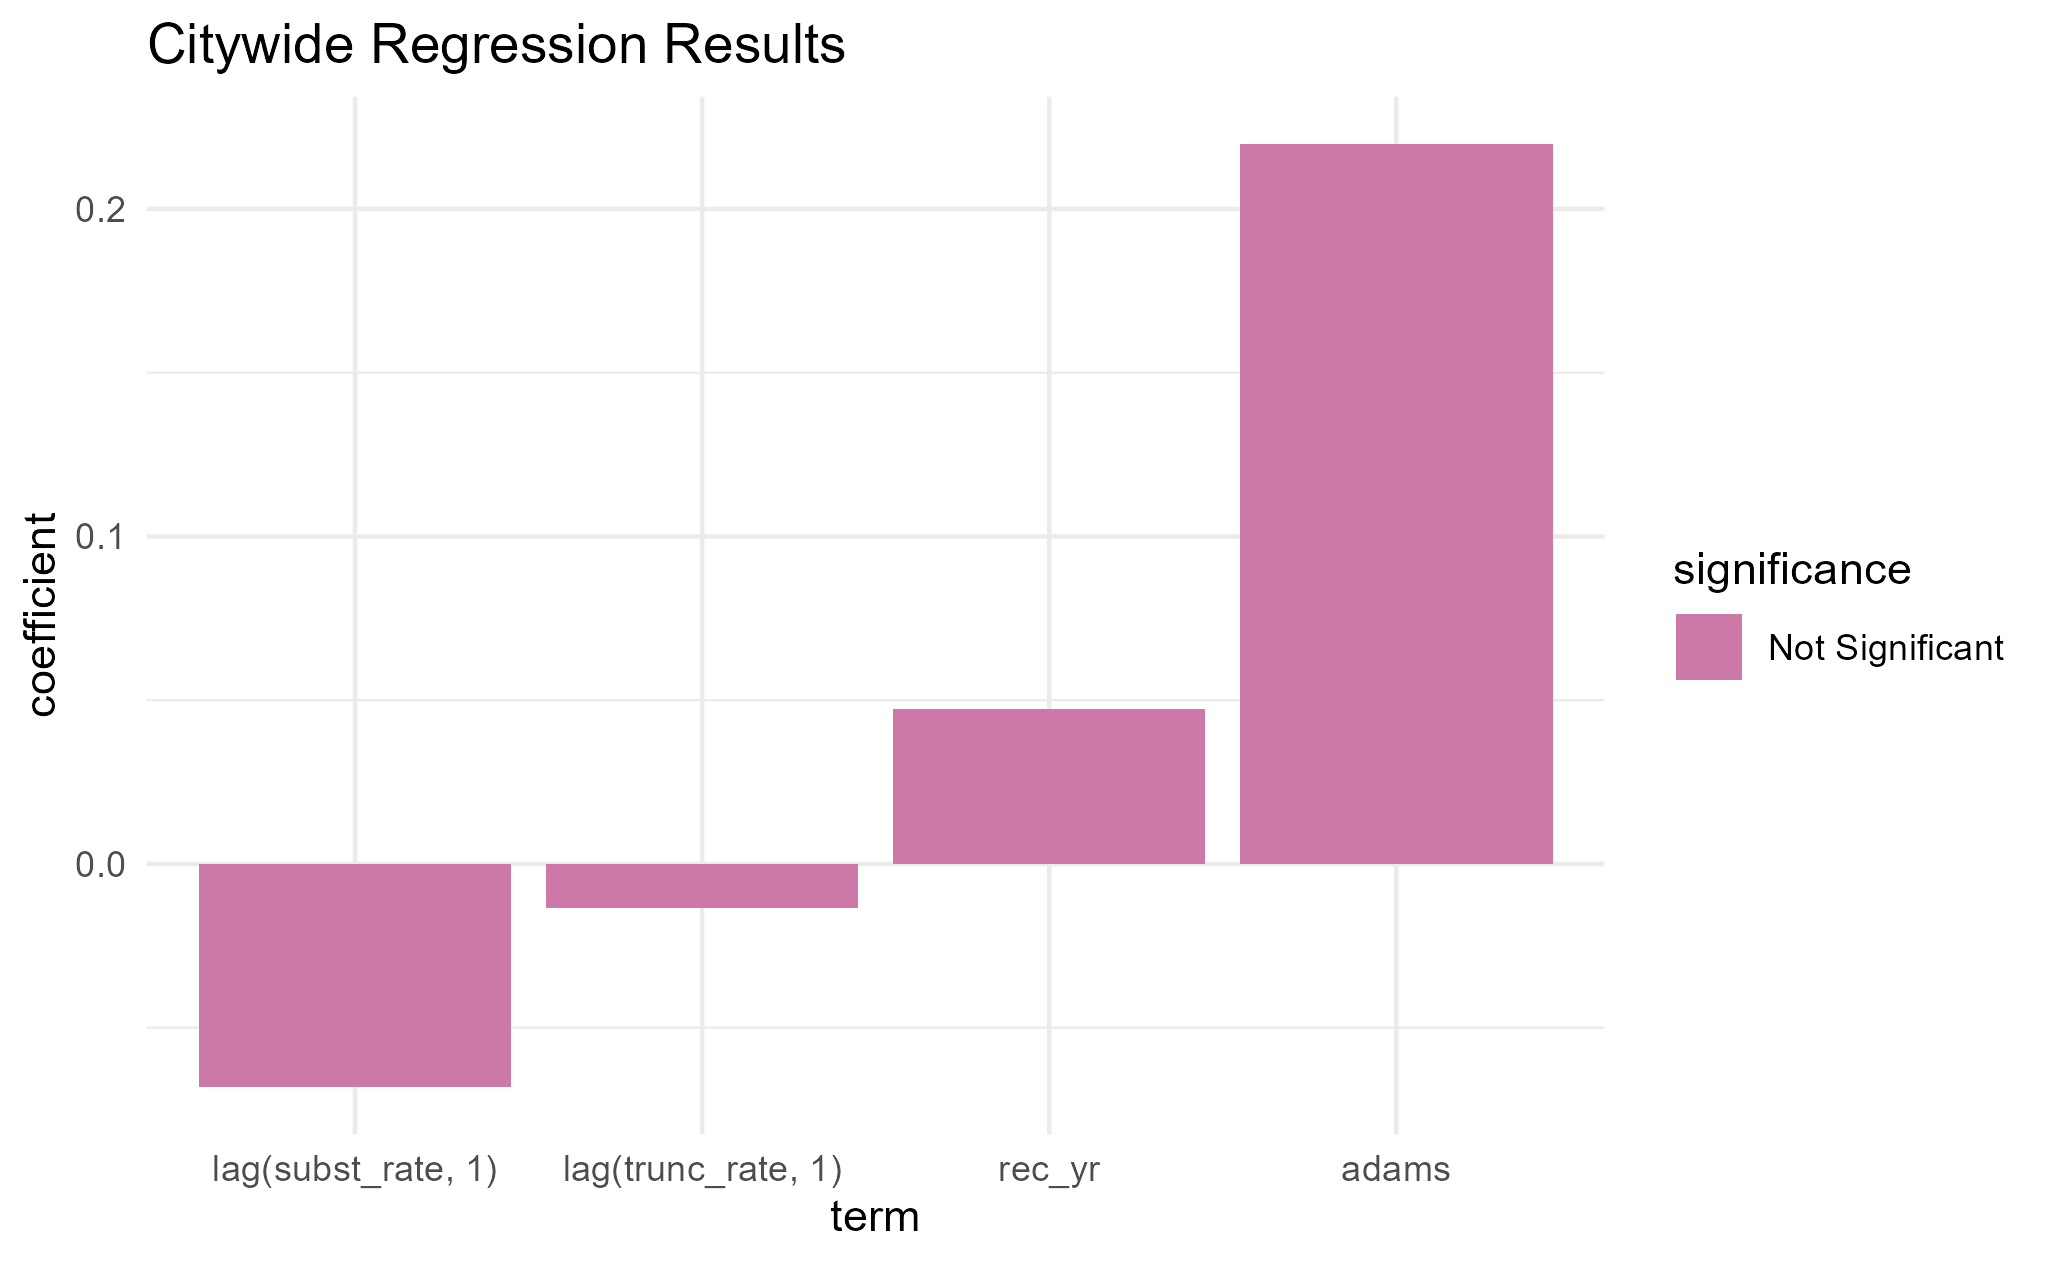 Citywide Regression Results
0.2
0.1
0.0
coefficient
lag(subst_rate, 1)
lag(trunc_rate, 1)
rec_yr
adams
term
significance
Not Significant